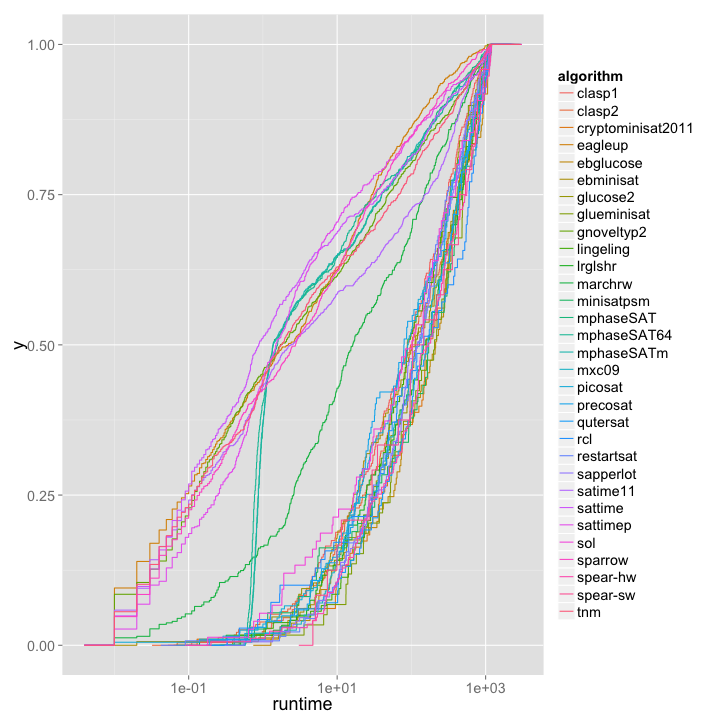 1.00
0.75
0.50
0.25
0.00
y
1e-01
1e+01
1e+03
runtime
algorithm
clasp1
clasp2
cryptominisat2011
eagleup
ebglucose
ebminisat
glucose2
glueminisat
gnoveltyp2
lingeling
lrglshr
marchrw
minisatpsm
mphaseSAT
mphaseSAT64
mphaseSATm
mxc09
picosat
precosat
qutersat
rcl
restartsat
sapperlot
satime11
sattime
sattimep
sol
sparrow
spear-hw
spear-sw
tnm